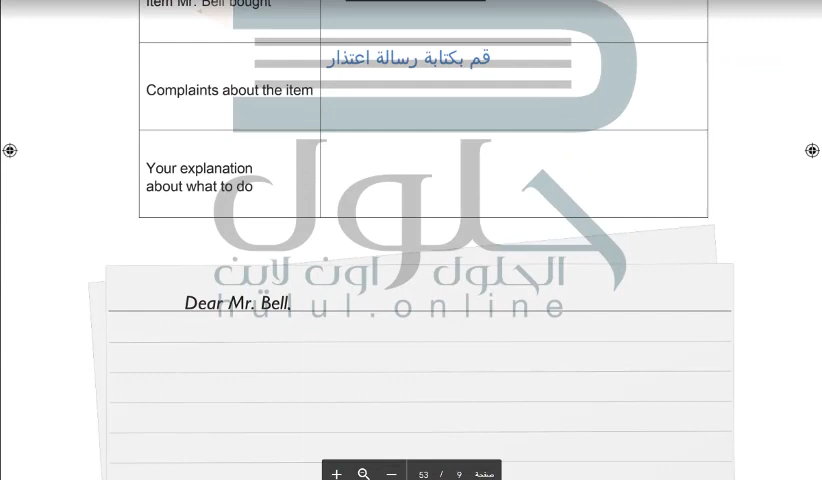 Item Mr. Bell bought
قم بكتابة رسالة اعتذار
Complaints about the item
Your explanation
about what to do
حلول
الحلول اون لاين
hulul.online
Dear Mr. Bell,
صفحة 9 / 53